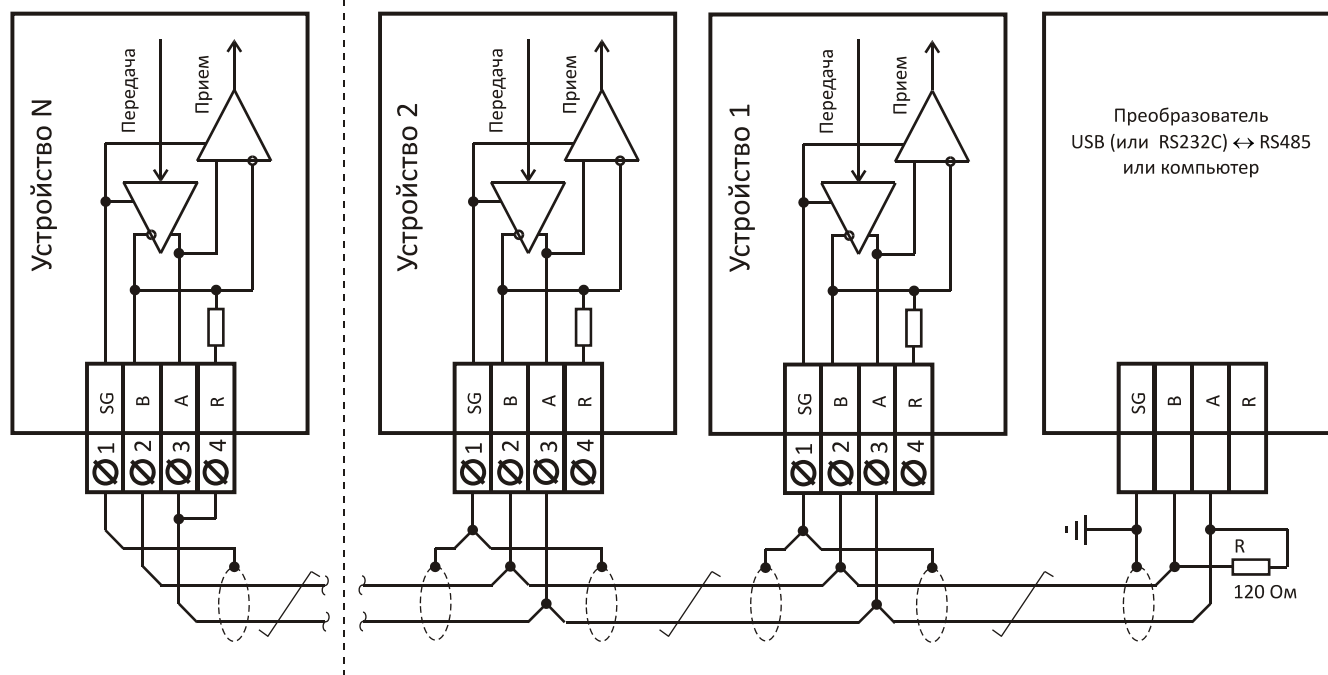 Устройство N
Передача
Прием
SG
B
A
R
1
2
3
4
Устройство 2
Передача
Прием
SG
B
A
R
1
2
3
4
Устройство 1
Передача
Прием
SG
B
A
R
1
2
3
4
Преобразователь
USB (или RS232C) ↔ RS485
или компьютер
SG
B
A
R
R
120 Ом